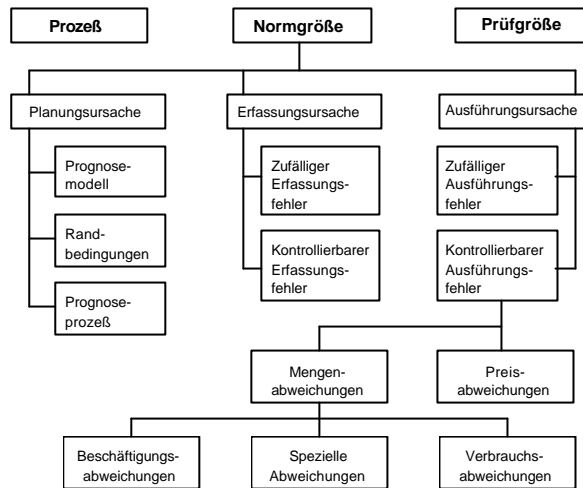 Prozeß
Normgröße
Prüfgröße
Planungsursache
Erfassungsursache
Ausführungsursache
Prognose-
modell
Zufälliger
Erfassungs-
fehler
Zufälliger
Ausführungs-
fehler
Rand-
bedingungen
Kontrollierbarer
Erfassungs-
fehler
Kontrollierbarer
Ausführungs-
fehler
Prognose-
prozeß
Mengen-
abweichungen
Preis-
abweichungen
Beschäftigungs-
abweichungen
Spezielle
Abweichungen
Verbrauchs-
abweichungen